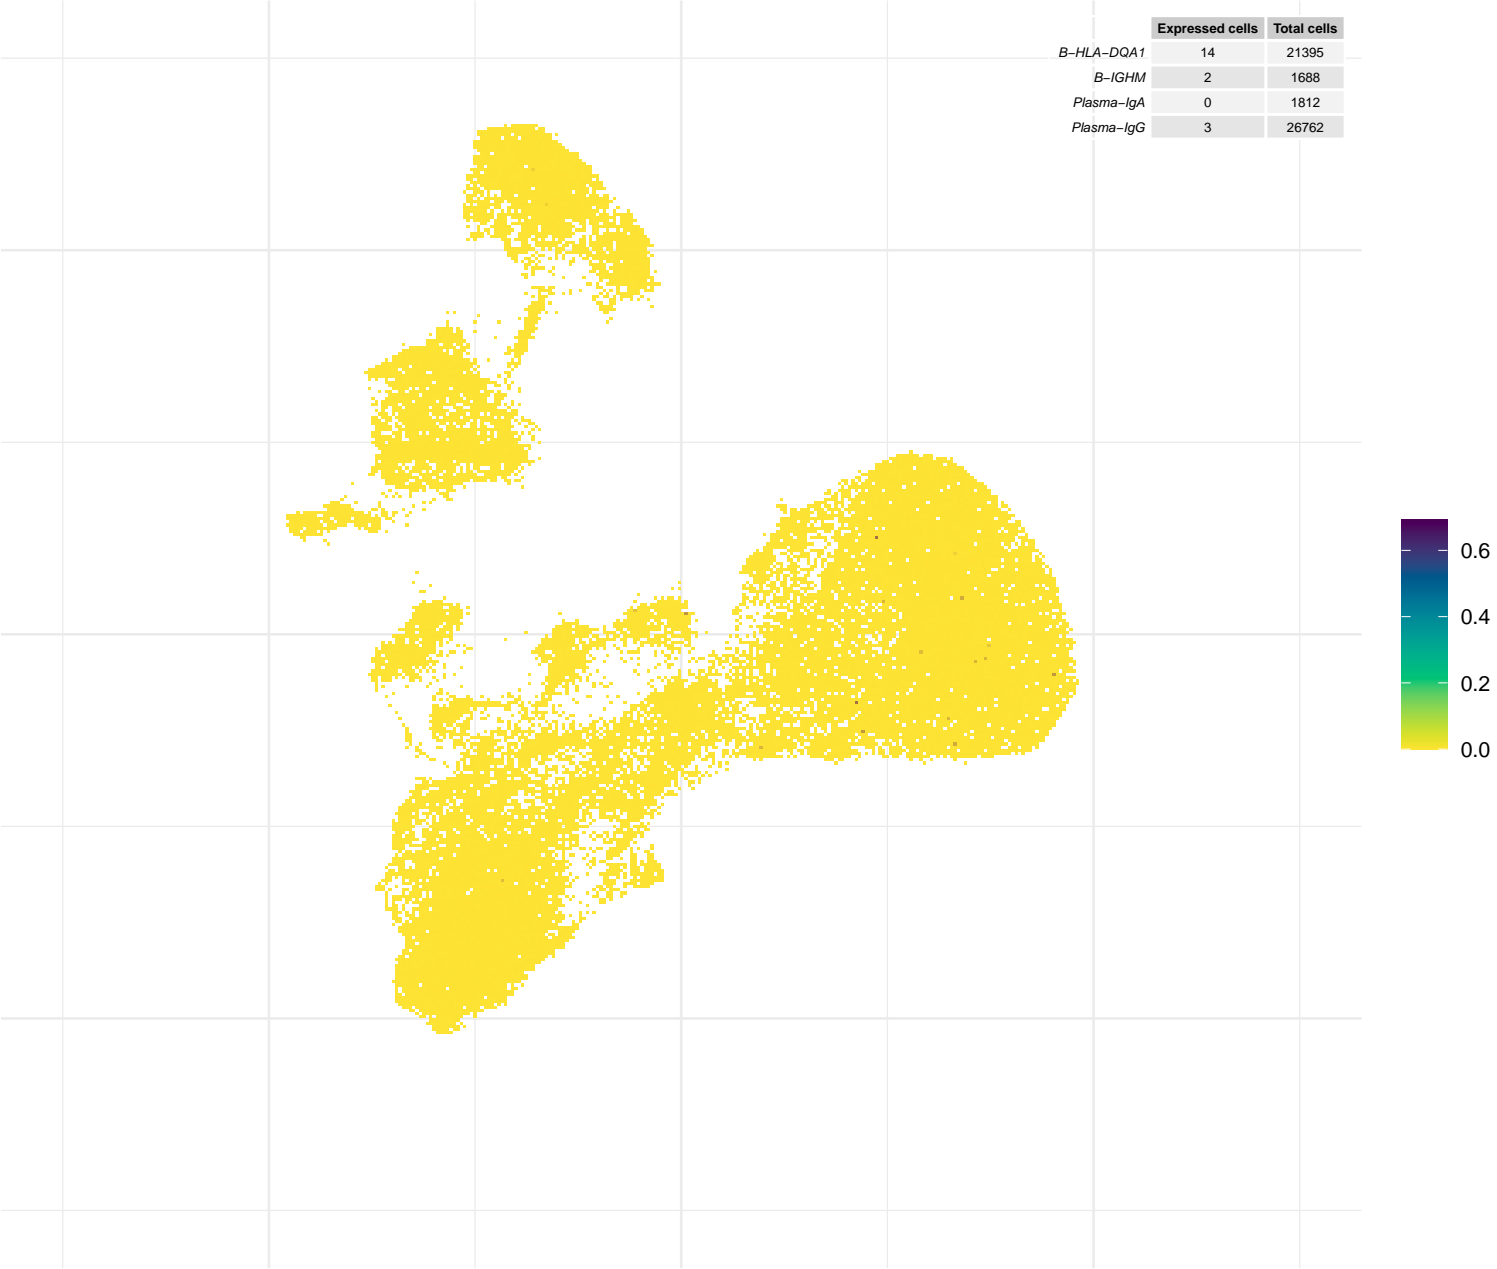 Expressed cells Total cells
B−HLA−DQA1 14 21395
B−IGHM 2 1688
Plasma−IgA 0 1812
Plasma−IgG 3 26762
0.6
0.4
0.2
0.0